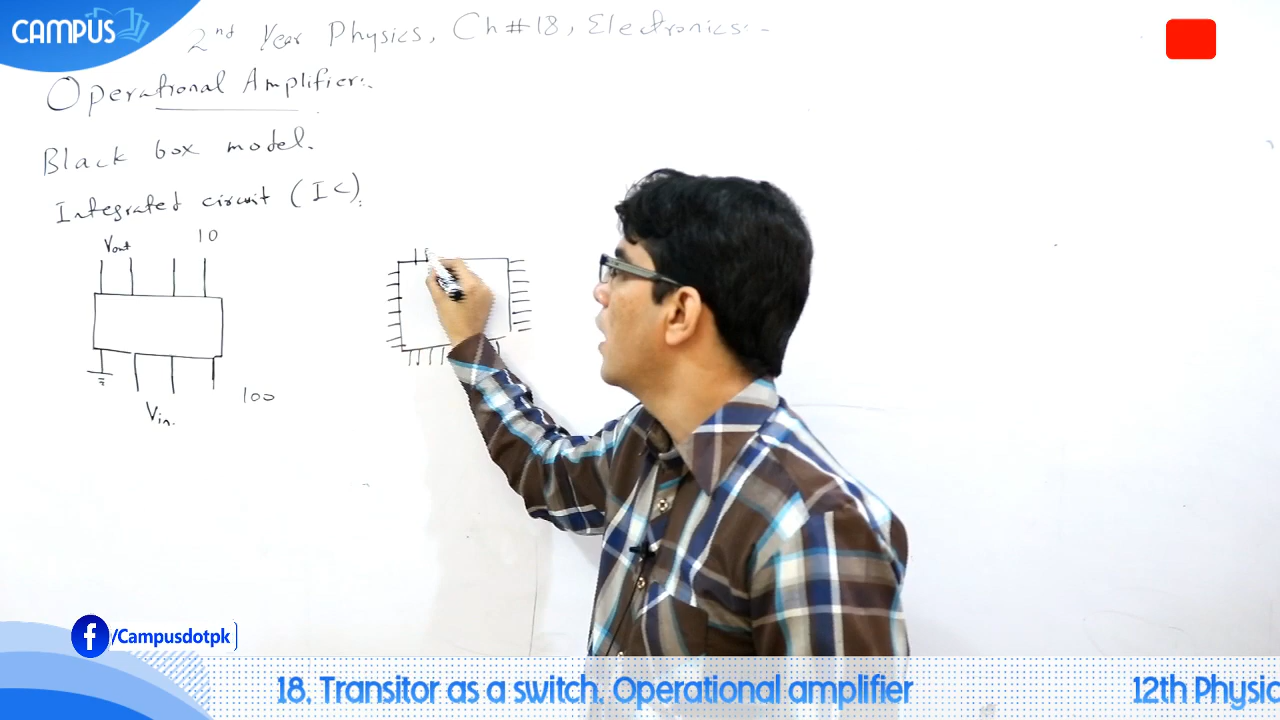 CAMPUS
2nd Year Physics, Ch#18, Electronics:-
Operational Amplifier:.
Black box model.
Integrated circuit (IC).
Vout
10
100
Vin.
f /Campusdotpk
18. Transitor as a switch, Operational amplifier
12th Physic